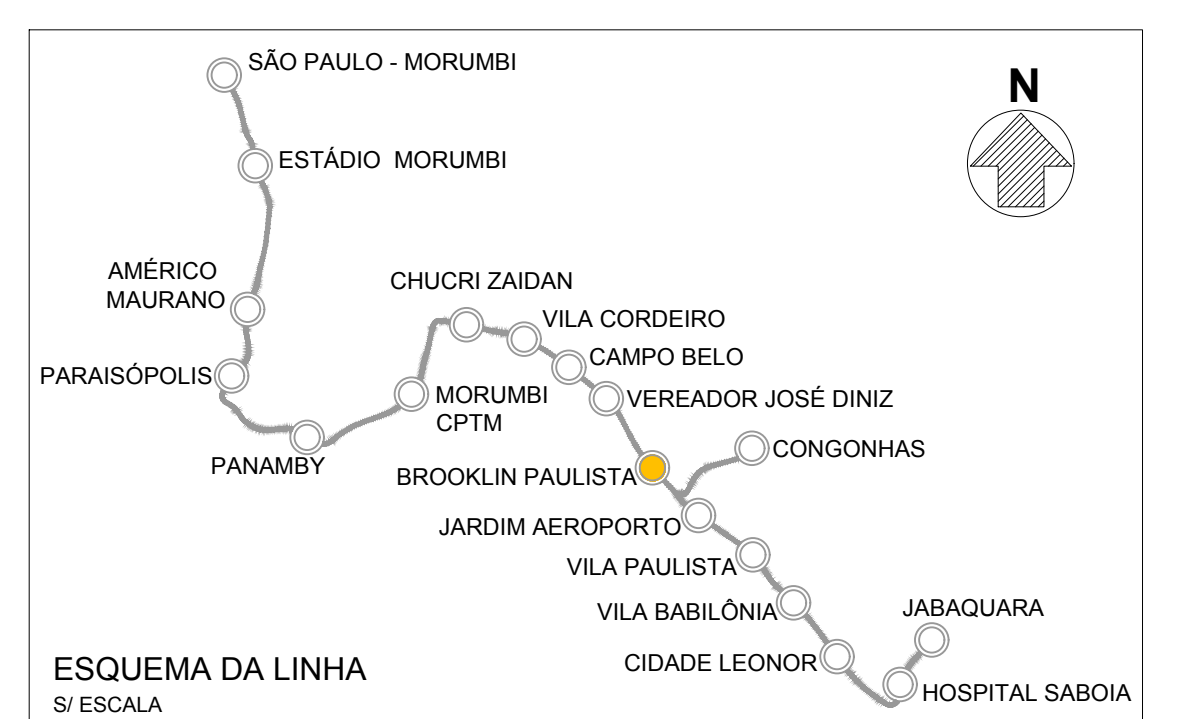 SÃO PAULO - MORUMBI
N
ESTÁDIO MORUMBI
AMÉRICO
MAURANO
CHUCRI ZAIDAN
VILA CORDEIRO
CAMPO BELO
PARAISÓPOLIS
MORUMBI
CPTM
VEREADOR JOSÉ DINIZ
PANAMBY
CONGONHAS
BROOKLIN PAULISTA
JARDIM AEROPORTO
VILA PAULISTA
VILA BABILÔNIA
JABAQUARA
CIDADE LEONOR
HOSPITAL SABOIA
ESQUEMA DA LINHA
S/ ESCALA